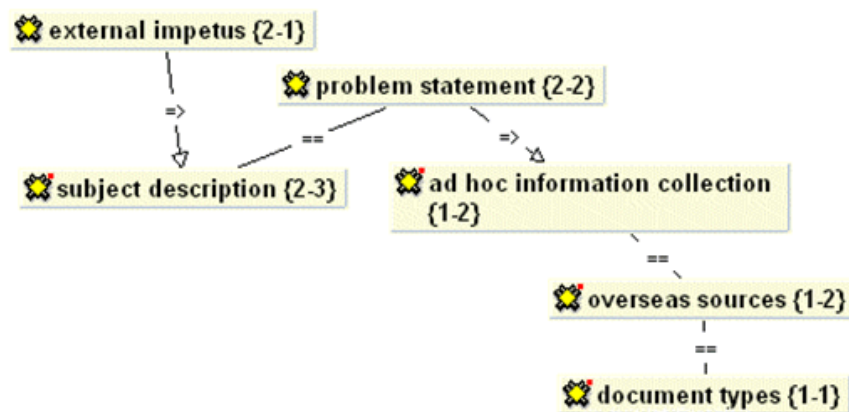 external impetus {2-1}
problem statement {2-2}
=>
==
=>
subject description {2-3}
ad hoc information collection
{1-2}
==
overseas sources {1-2}
==
document types {1-1}